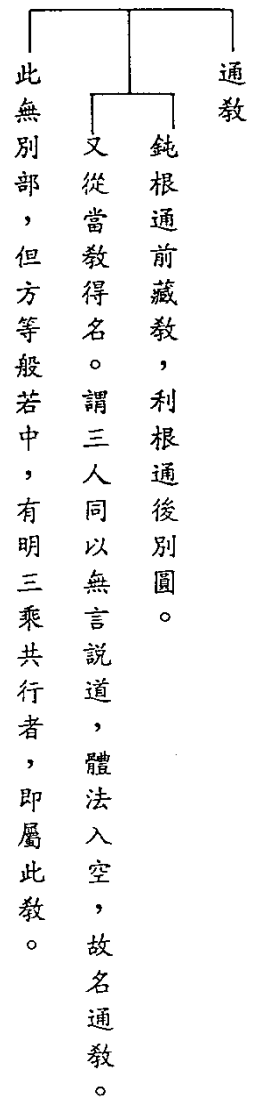 通教
鈍根通前藏教，利根通後別圓。
又從當教得名。謂三人同以無言説道，體法入空，故名通教。
此無別部，但方等般若中，有明三乘共行者，即屬此教。